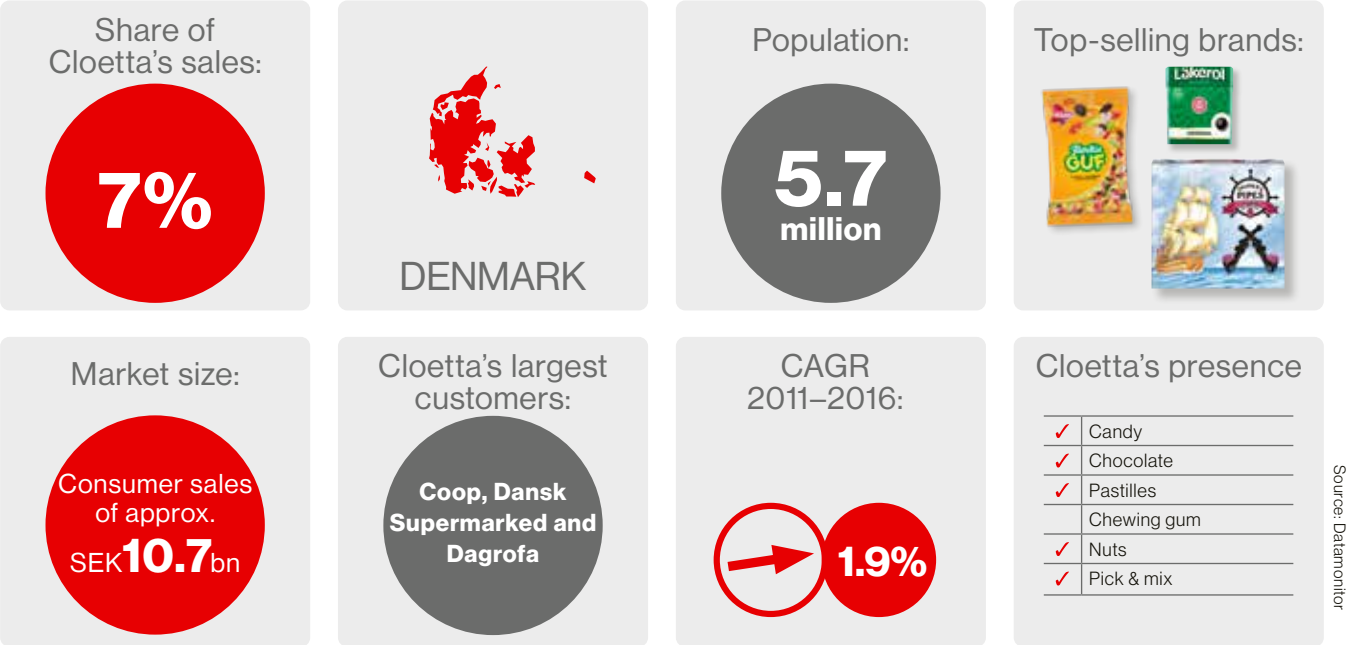 Share of
Cloetta's sales:
7%
DENMARK
Population:
5.7
million
Top-selling brands:
Läkerol
GUF
PIPES
Market size:
Consumer sales
of approx.
SEK10.7bn
Cloetta's largest
customers:
Coop, Dansk
Supermarked and
Dagrofa
CAGR
2011–2016:
1.9%
Cloetta's presence
✓ Candy
✓ Chocolate
✓ Pastilles
Chewing gum
✓ Nuts
✓ Pick & mix
Source: Datamonitor